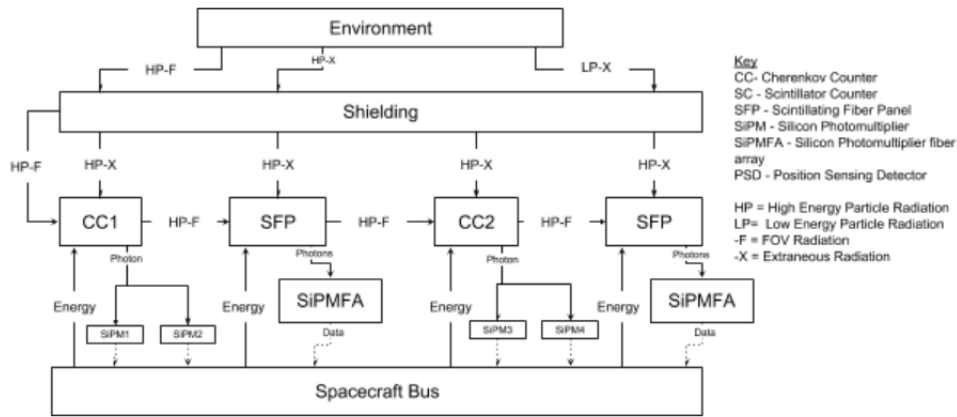 Environment
HP-F
HP-X
LP-X
Shielding
HP-F
HP-X
HP-X
HP-X
HP-X
CC1
HP-F
SFP
HP-F
CC2
HP-F
SFP
Photon
Photons
Photon
Photons
Energy
SiPMFA
Energy
SiPMFA
Energy
Energy
SiPM1
SiPM2
Data
SiPM3
SiPM4
Data
Spacecraft Bus
Key
CC- Cherenkov Counter
SC - Scintillator Counter
SFP - Scintillating Fiber Panel
SiPM - Silicon Photomultiplier
SiPMFA - Silicon Photomultiplier fiber
array
PSD - Position Sensing Detector
HP = High Energy Particle Radiation
LP= Low Energy Particle Radiation
-F = FOV Radiation
-X = Extraneous Radiation